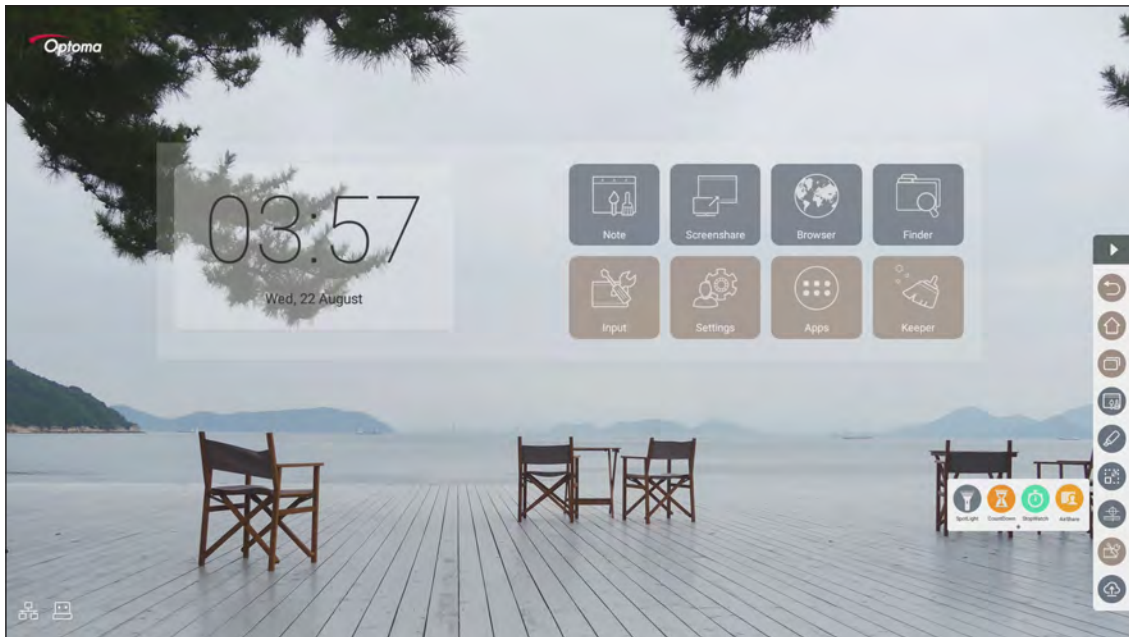 Optoma
03:57
Wed, 22 August
Note Screenshare Browser Finder
Input Settings Apps Keeper
SpotLight CountDown StopWatch AirShare